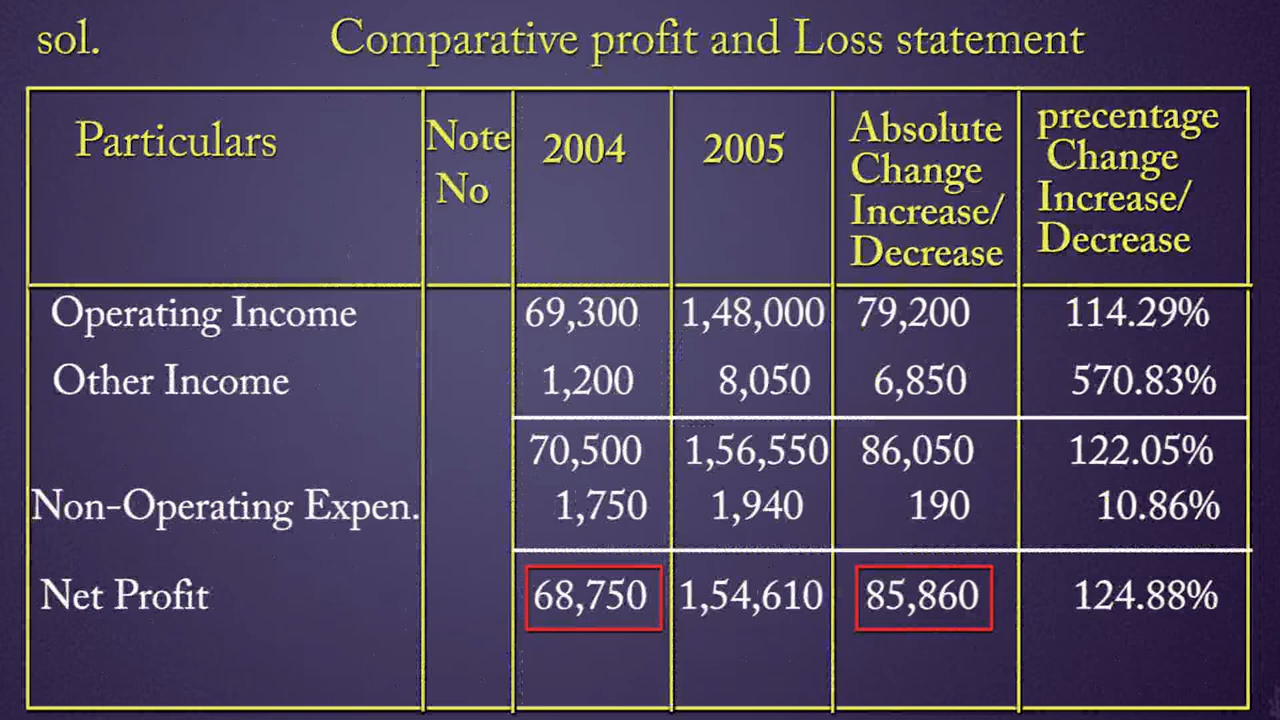 sol. Comparative profit and Loss statement
Particulars Note No 2004 2005 Absolute Change Increase/ Decrease precentage Change Increase/ Decrease
Operating Income 69,300 1,48,000 79,200 114.29%
Other Income 1,200 8,050 6,850 570.83%
70,500 1,56,550 86,050 122.05%
Non-Operating Expen. 1,750 1,940 190 10.86%
Net Profit 68,750 1,54,610 85,860 124.88%